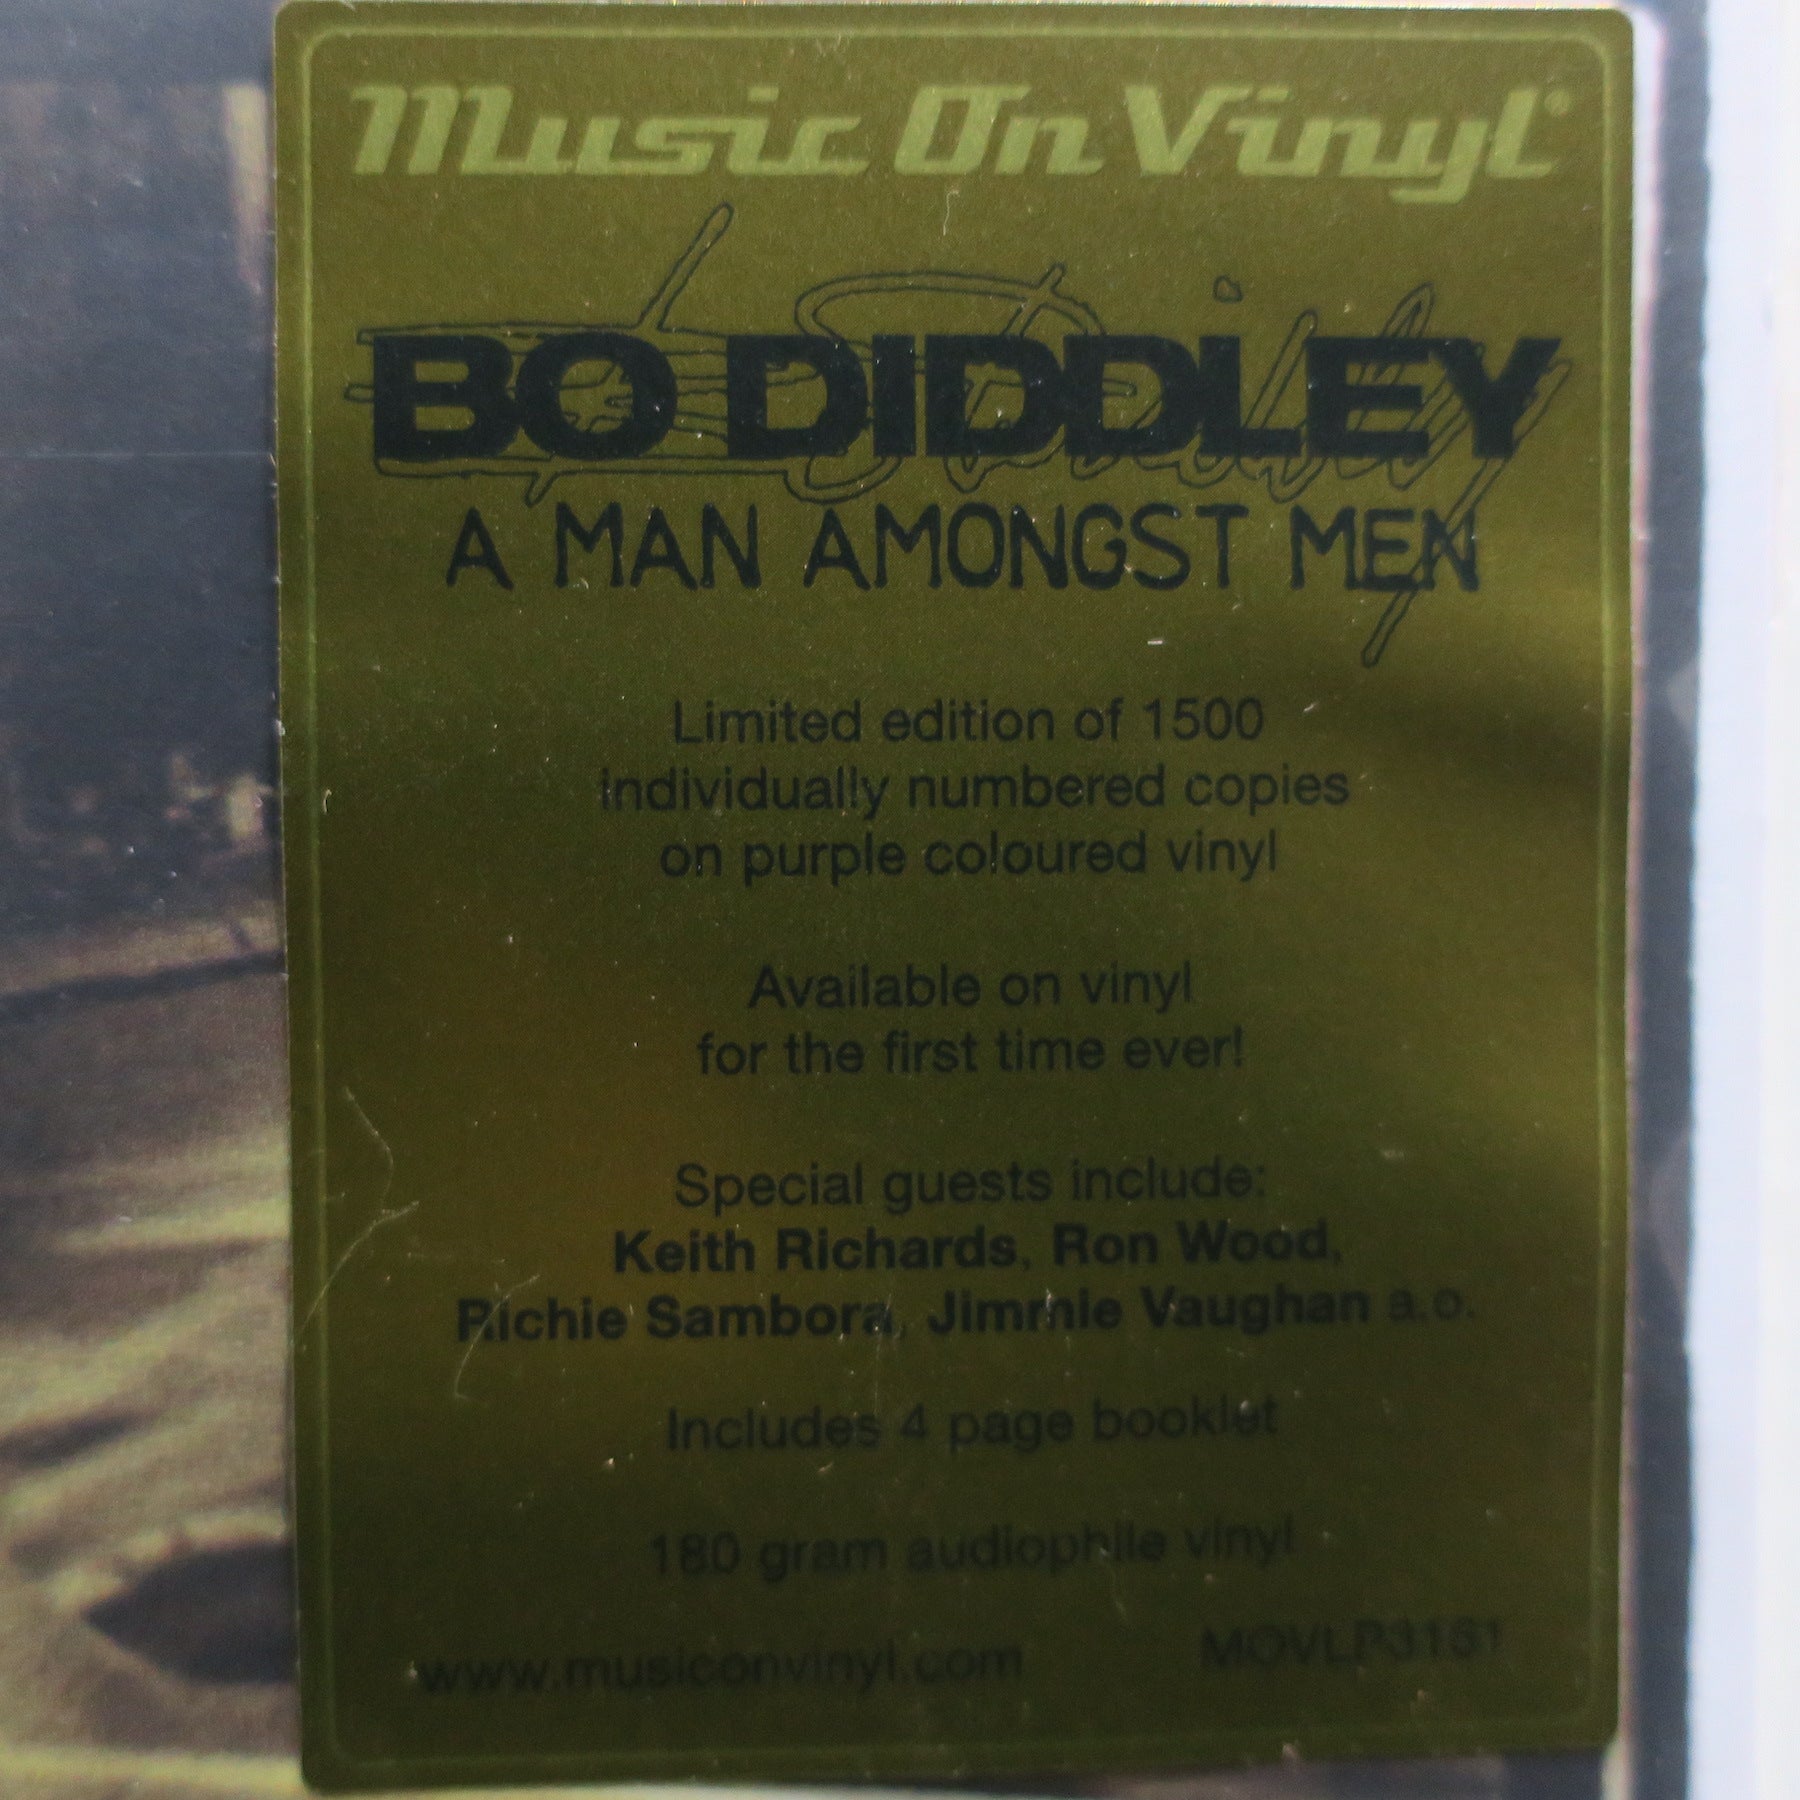 Music On Vinyl®
BO DIDDLEY
A MAN AMONGST MEN
Limited edition of 1500
individually numbered copies
on purple coloured vinyl
Available on vinyl
for the first time ever!
Special guests include:
Keith Richards, Ron Wood,
Richie Sambora, Jimmie Vaughan a.o.
Includes 4 page booklet
180 gram audiophile vinyl
www.musiconvinyl.com